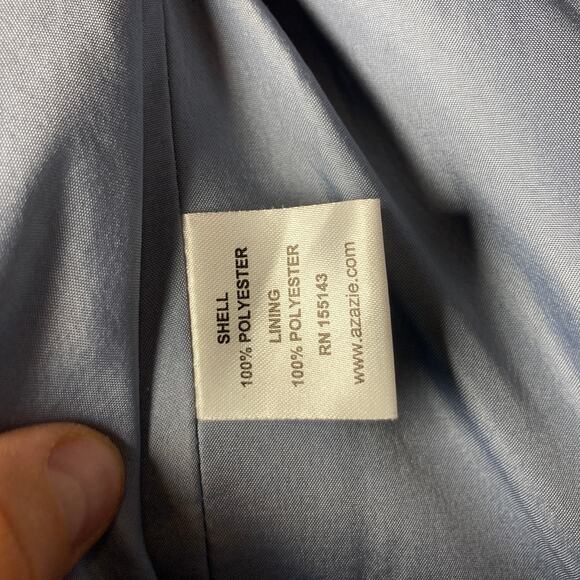 SHELL
100% POLYESTER
LINING
100% POLYESTER
RN 155143
www.azazie.com